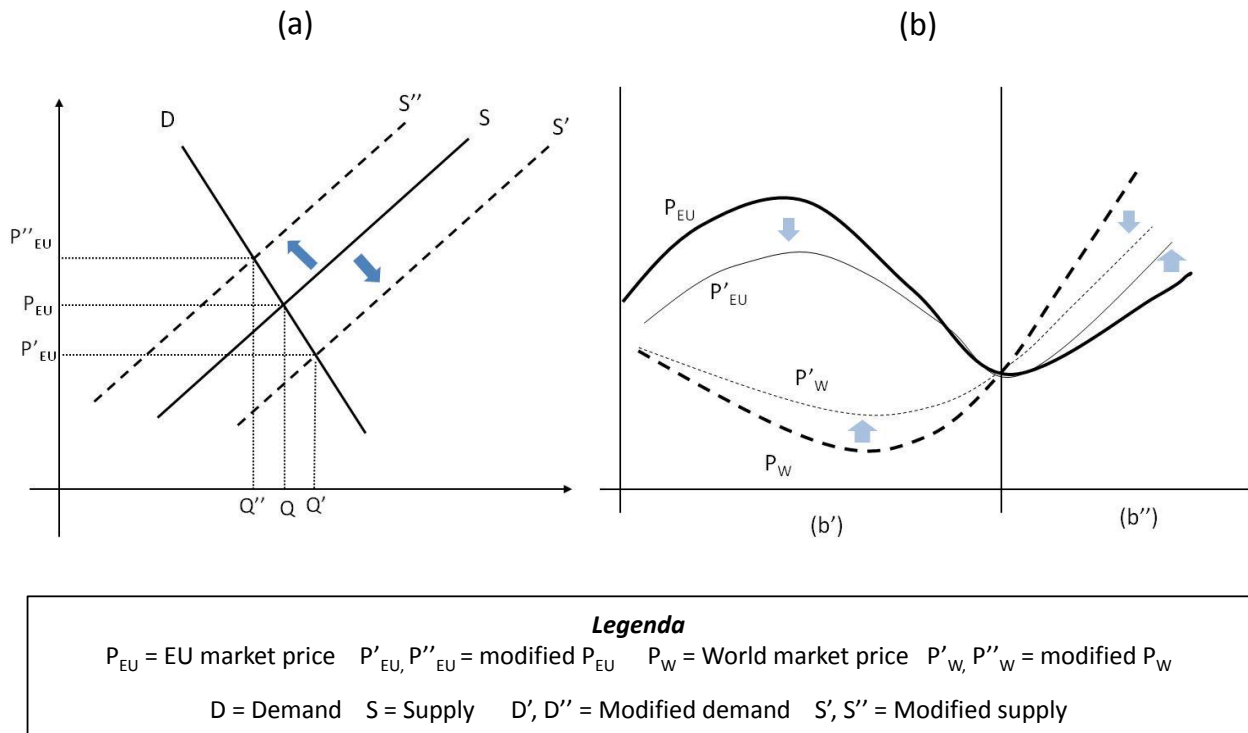 (a)
(b)
D
S''
S
S'
P''EU
PEU
P'EU
Q''
Q
Q'
PEU
P'EU
P'W
PW
(b')
(b'')
Legenda
PEU = EU market price P'EU, P''EU = modified PEU PW = World market price P'W, P''W = modified PW
D = Demand S = Supply D', D'' = Modified demand S', S'' = Modified supply